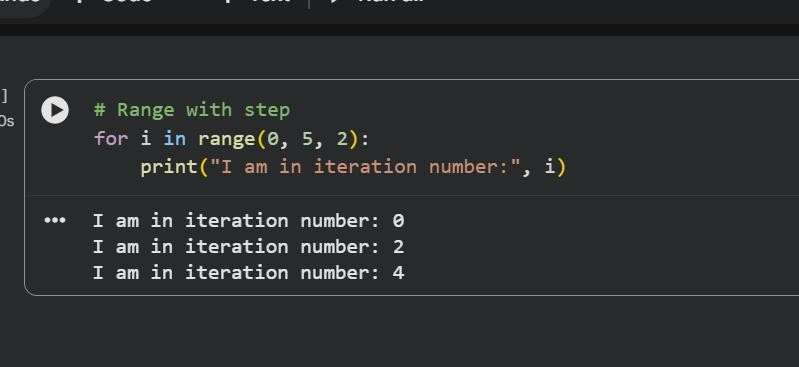 ]
0s
# Range with step
for i in range(0, 5, 2):
    print("I am in iteration number:", i)
I am in iteration number: 0
I am in iteration number: 2
I am in iteration number: 4